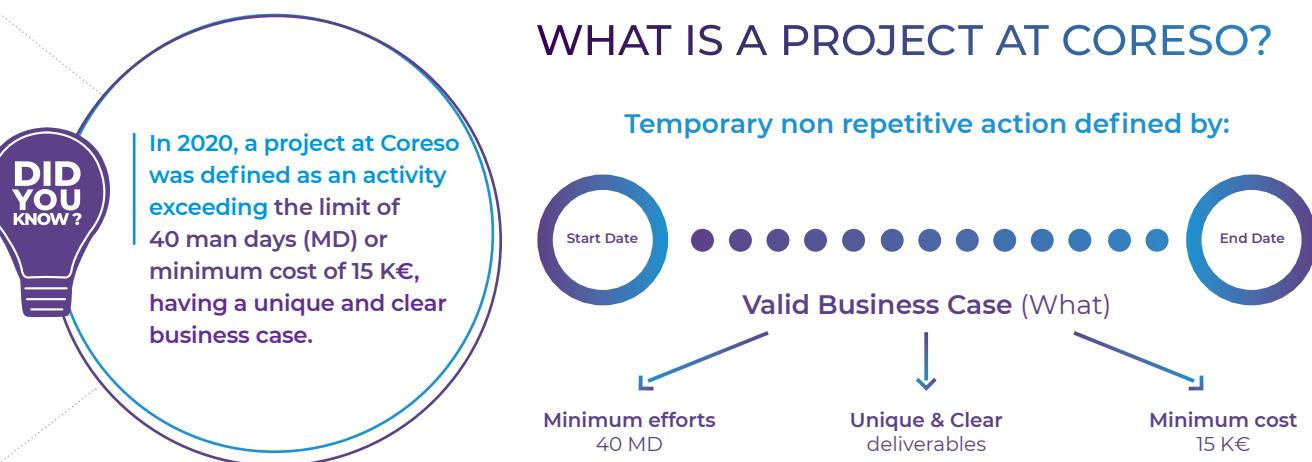 DID
YOU
KNOW ?
In 2020, a project at Coreso
was defined as an activity
exceeding the limit of
40 man days (MD) or
minimum cost of 15 K€,
having a unique and clear
business case.
WHAT IS A PROJECT AT CORESO?
Temporary non repetitive action defined by:
Start Date
End Date
Valid Business Case (What)
Minimum efforts
40 MD
Unique & Clear
deliverables
Minimum cost
15 K€